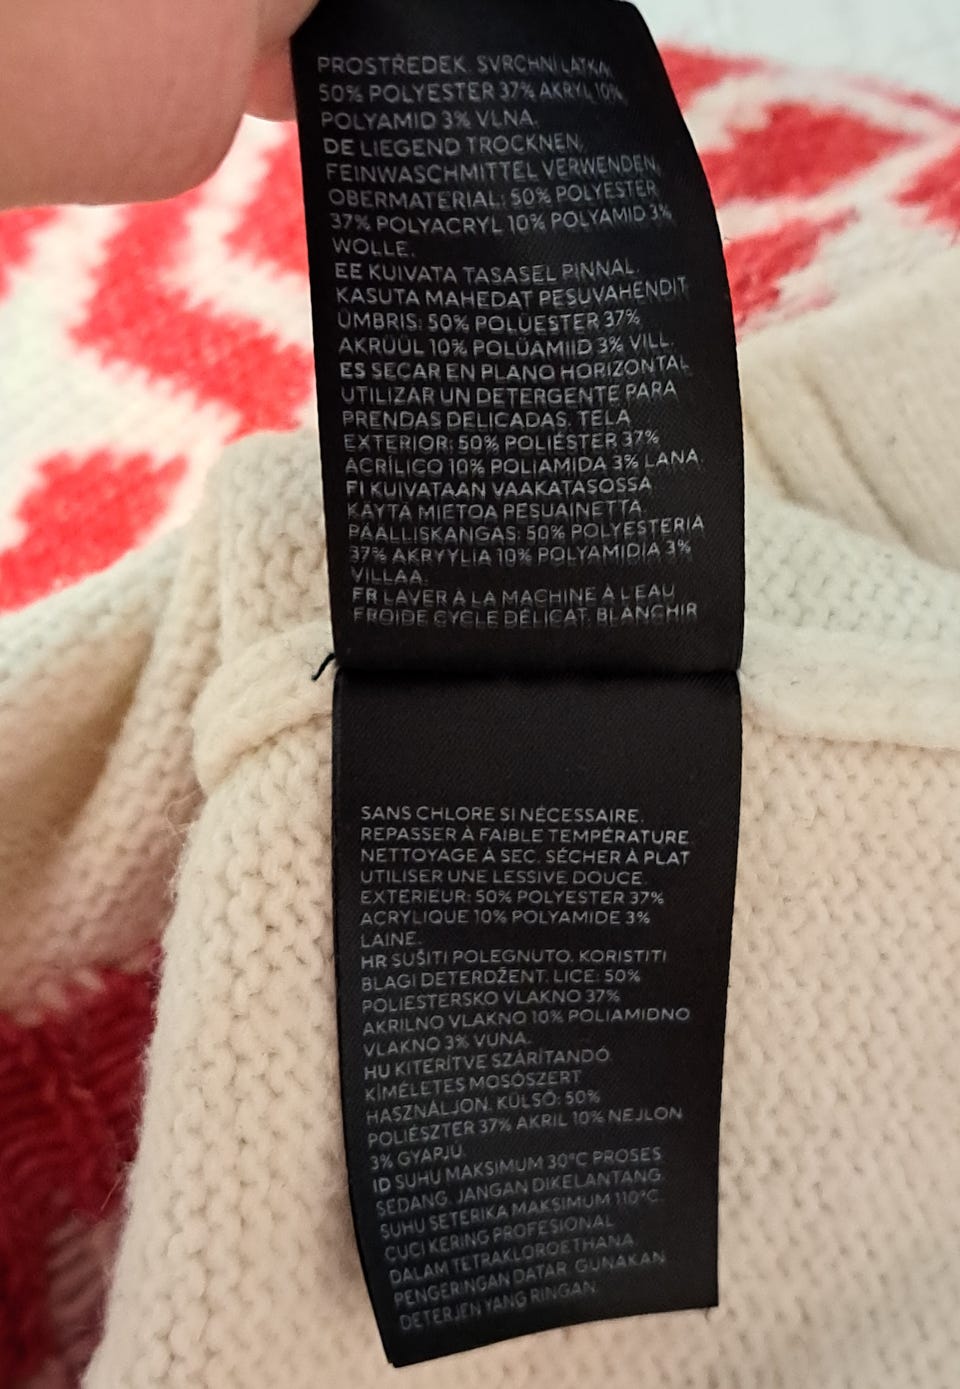 PROSTŘEDEK. SVRCHNÍ LÁTKA:
50% POLYESTER 37% AKRYL 10%
POLYAMID 3% VLNA.
DE LIEGEND TROCKNEN,
FEINWASCHMITTEL VERWENDEN,
OBERMATERIAL: 50% POLYESTER
37% POLYACRYL 10% POLYAMID 3%
WOLLE.
EE KUIVATA TASASEL PINNAL.
KASUTA MAHEDAT PESUVAHENDIT
ÜMBRIS: 50% POLÜESTER 37%
AKRÜÜL 10% POLÜAMIID 3% VILL.
ES SECAR EN PLANO HORIZONTAL
UTILIZAR UN DETERGENTE PARA
PRENDAS DELICADAS. TELA
EXTERIOR: 50% POLIÉSTER 37%
ACRÍLICO 10% POLIAMIDA 3% LANA.
FI KUIVATAAN VAAKATASOSSA
KÄYTÄ MIETOA PESUAINETTA.
PÄÄLLISKANGAS: 50% POLYESTERIÄ
37% AKRYYLIA 10% POLYAMIDIA 3%
VILLAA.
FR LAVER À LA MACHINE À L'EAU
FROIDE CYCLE DÉLICAT. BLANCHIR
SANS CHLORE SI NÉCESSAIRE.
REPASSER À FAIBLE TEMPÉRATURE
NETTOYAGE À SEC. SÉCHER À PLAT
UTILISER UNE LESSIVE DOUCE.
EXTÉRIEUR: 50% POLYESTER 37%
ACRYLIQUE 10% POLYAMIDE 3%
LAINE.
HR SUŠITI POLEGNUTO. KORISTITI
BLAGI DETERDŽENT. LICE: 50%
POLIESTERSKO VLAKNO 37%
AKRILNO VLAKNO 10% POLIAMIDNO
VLAKNO 3% VUNA.
HU KITERÍTVE SZÁRÍTANDÓ
KÍMÉLETES MOSÓSZERT
HASZNÁLJON. KÜLSŐ: 50%
POLIÉSZTER 37% AKRIL 10% NEJLON
3% GYAPJÚ.
ID SUHU MAKSIMUM 30°C PROSES
SEDANG. JANGAN DIKELANTANG.
SUHU SETERIKA MAKSIMUM 110°C.
CUCI KERING PROFESIONAL
DALAM TETRAKLOROETHANA
PENGERINGAN DATAR. GUNAKAN
DETERJEN YANG RINGAN.